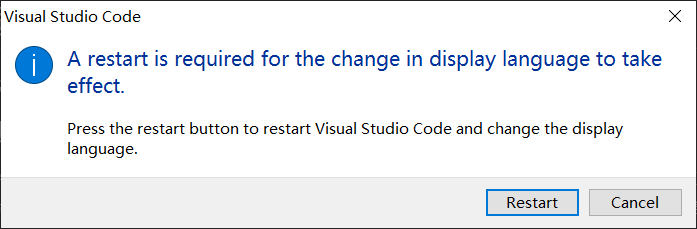 Visual Studio Code
A restart is required for the change in display language to take
effect.
Press the restart button to restart Visual Studio Code and change the display
language.
Restart
Cancel